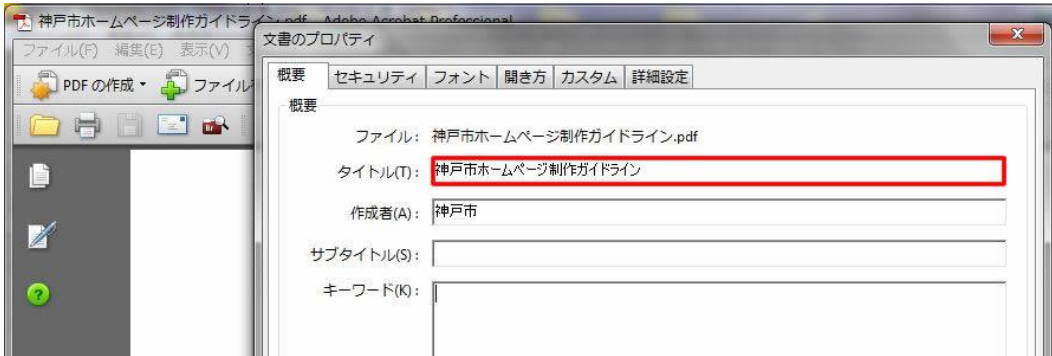 神戸市ホームページ制作ガイドライン.pdf - Adobe Acrobat Professional
ファイル(F) 編集(E) 表示(V)
文書のプロパティ
PDF の作成
ファイル
概要 セキュリティ フォント 開き方 カスタム 詳細設定
概要
ファイル: 神戸市ホームページ制作ガイドライン.pdf
タイトル(T): 神戸市ホームページ制作ガイドライン
作成者(A): 神戸市
サブタイトル(S):
キーワード(K):